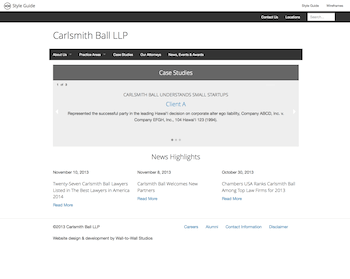 Style Guide
Style Guide Wireframes
Contact Us Locations
Carlsmith Ball LLP
About Us Practice Areas Case Studies Our Attorneys News, Events & Awards
Case Studies
CARLSMITH BALL UNDERSTANDS SMALL STARTUPS
Client A
Represented the successful party in the leading Hawai'i decision on corporate alter ego liability, Company ABCD, Inc. v.
Company EFGH, Inc., 104 Hawai'i 123 (1994).
News Highlights
November 15, 2013
Twenty-Seven Carlsmith Ball Lawyers
Listed in The Best Lawyers in America
2014
Read More
November 8, 2013
Carlsmith Ball Welcomes New
Partners
Read More
October 30, 2013
Chambers USA Ranks Carlsmith Ball
Among Top Law Firms for 2013
Read More
©2013 Carlsmith Ball LLP
Careers Alumni Contact Information Disclaimer
Website design & development by Wall-to-Wall Studios